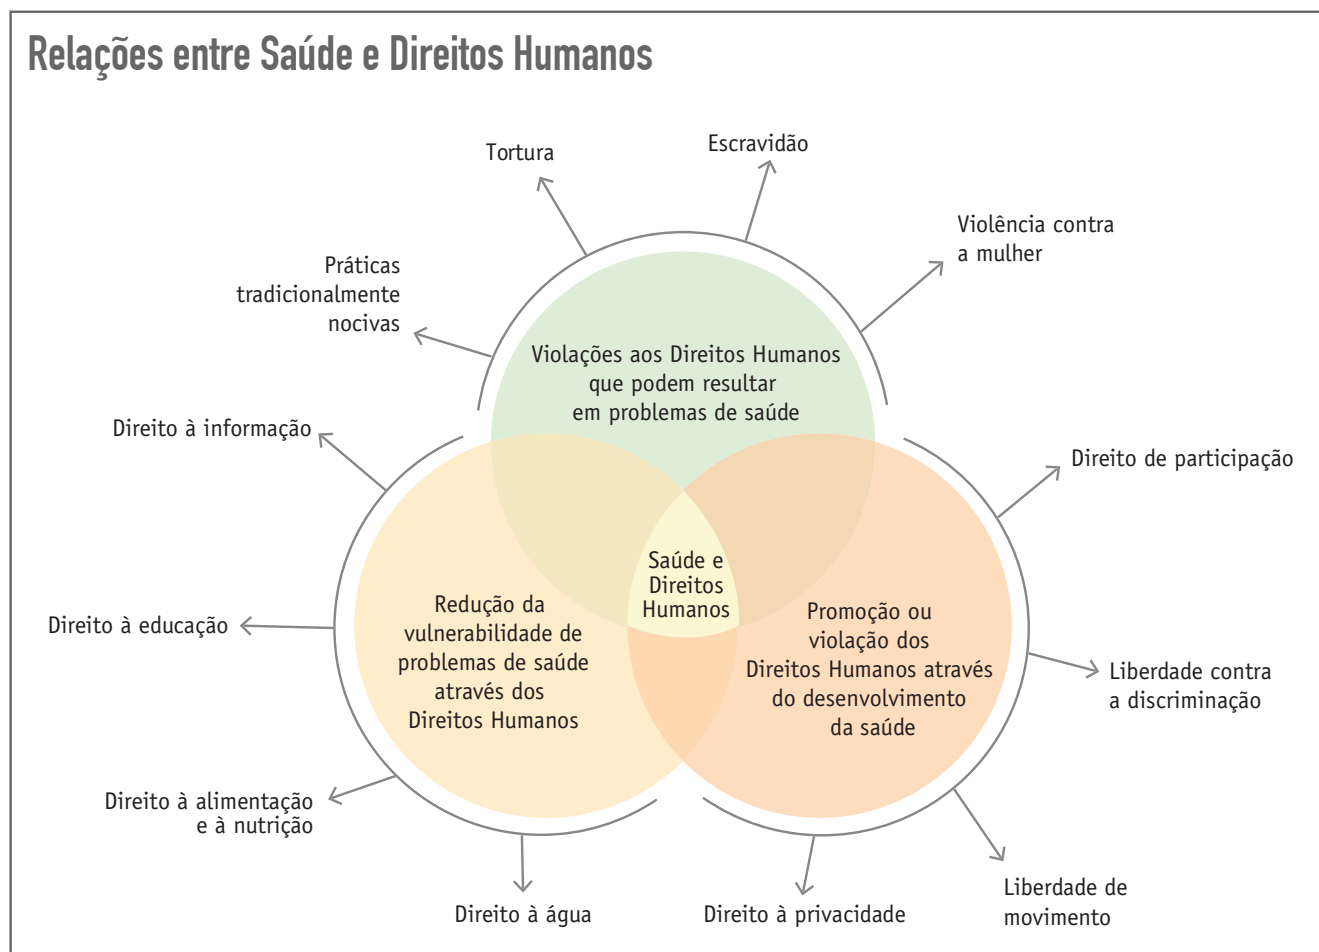 Relações entre Saúde e Direitos Humanos
Tortura
Escravidão
Violência contra
a mulher
Práticas
tradicionalmente
nocivas
Violações aos Direitos Humanos
que podem resultar
em problemas de saúde
Direito à informação
Direito de participação
Saúde e
Direitos
Humanos
Direito à educação
Redução da
vulnerabilidade de
problemas de saúde
através dos
Direitos Humanos
Promoção ou
violação dos
Direitos Humanos através
do desenvolvimento
da saúde
Liberdade contra
a discriminação
Direito à alimentação
e à nutrição
Direito à água
Direito à privacidade
Liberdade de
movimento